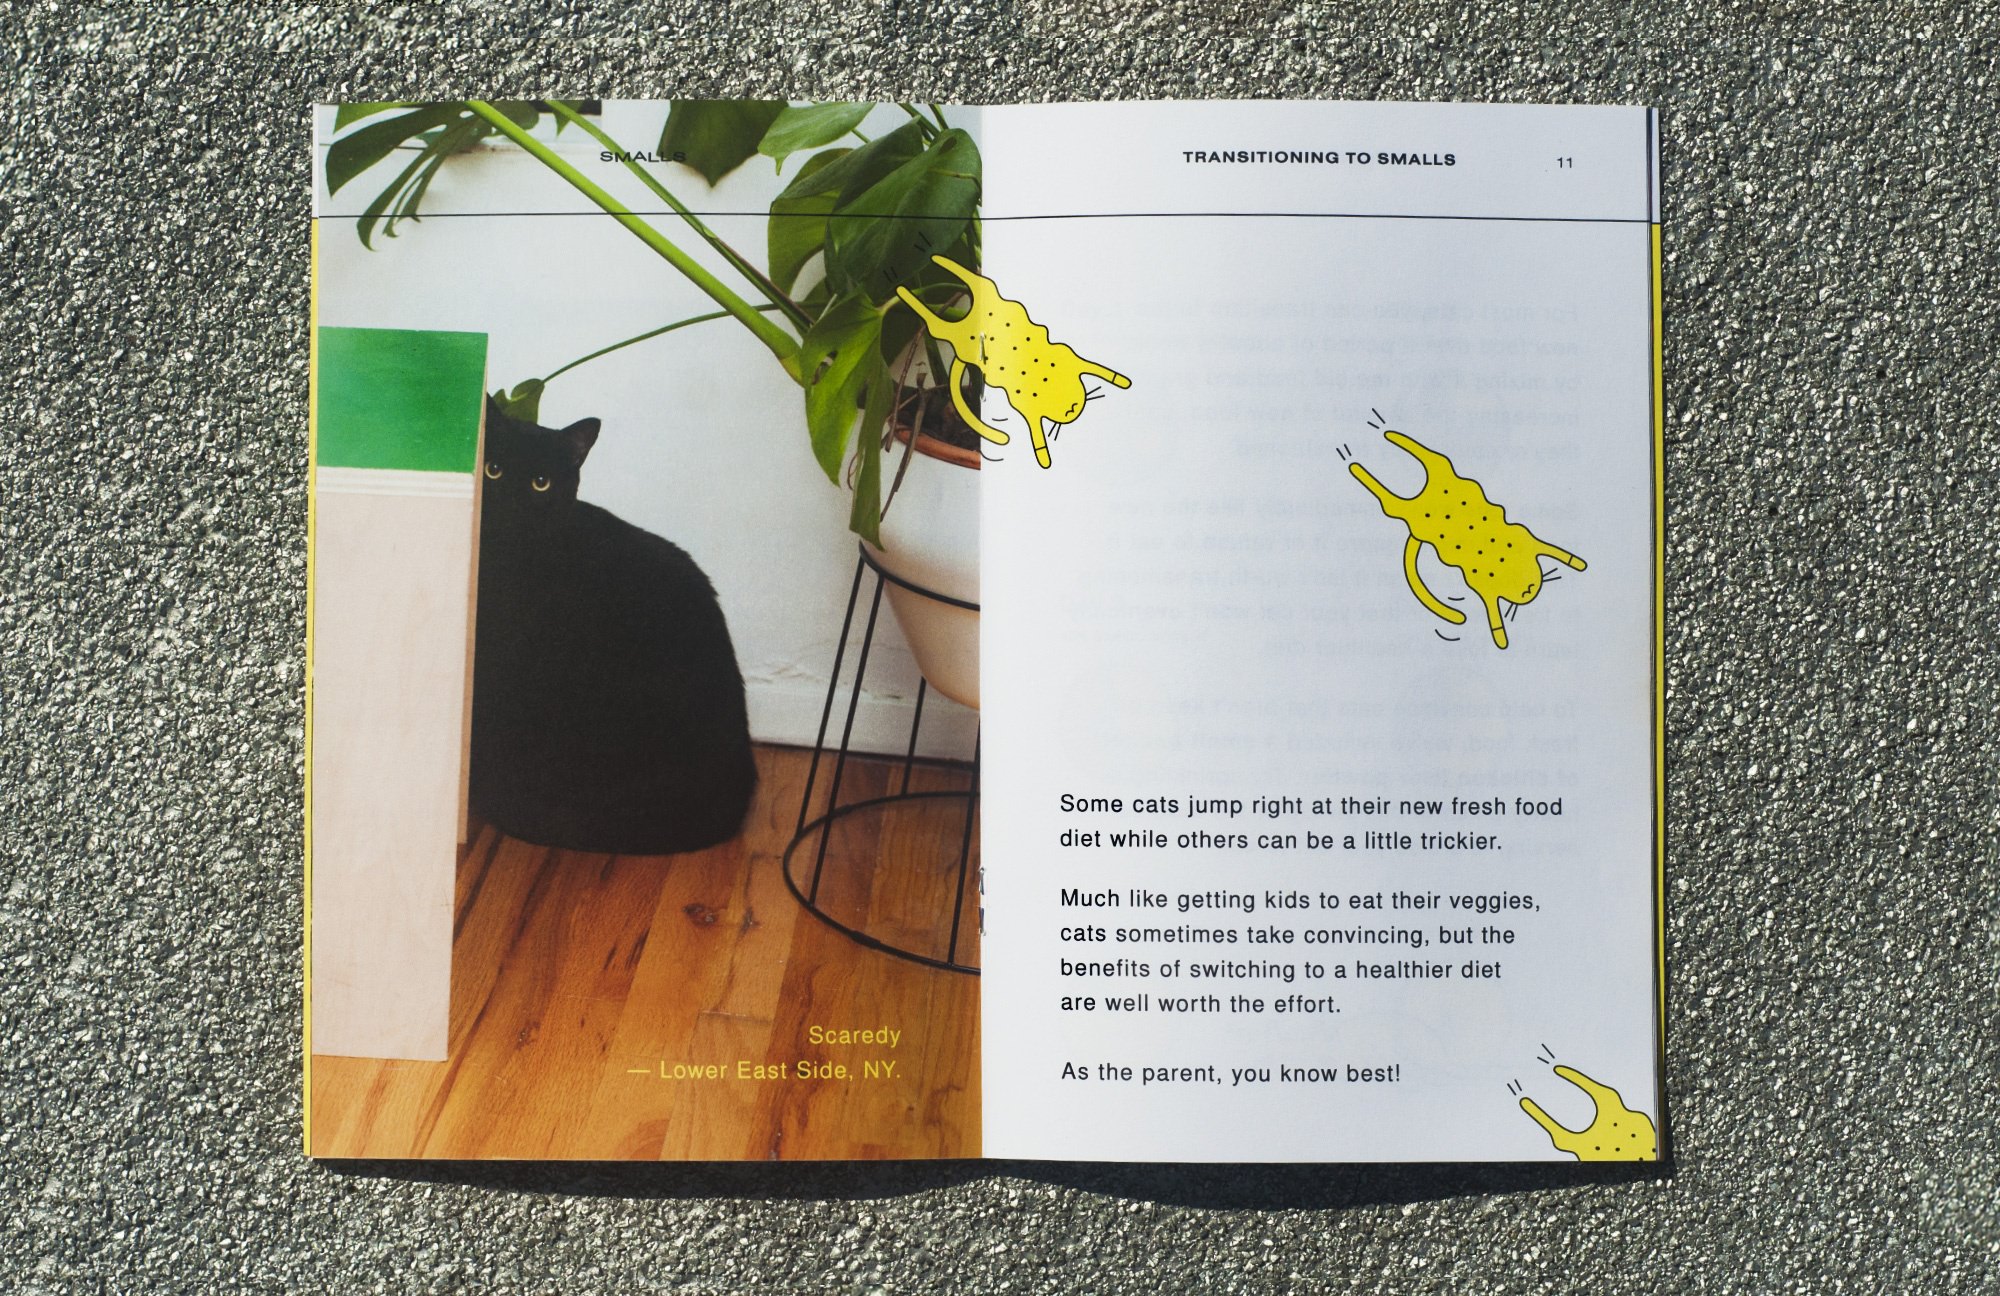 SMALLS
Scaredy
— Lower East Side, NY.
TRANSITIONING TO SMALLS
11
Some cats jump right at their new fresh food
diet while others can be a little trickier.
Much like getting kids to eat their veggies,
cats sometimes take convincing, but the
benefits of switching to a healthier diet
are well worth the effort.
As the parent, you know best!